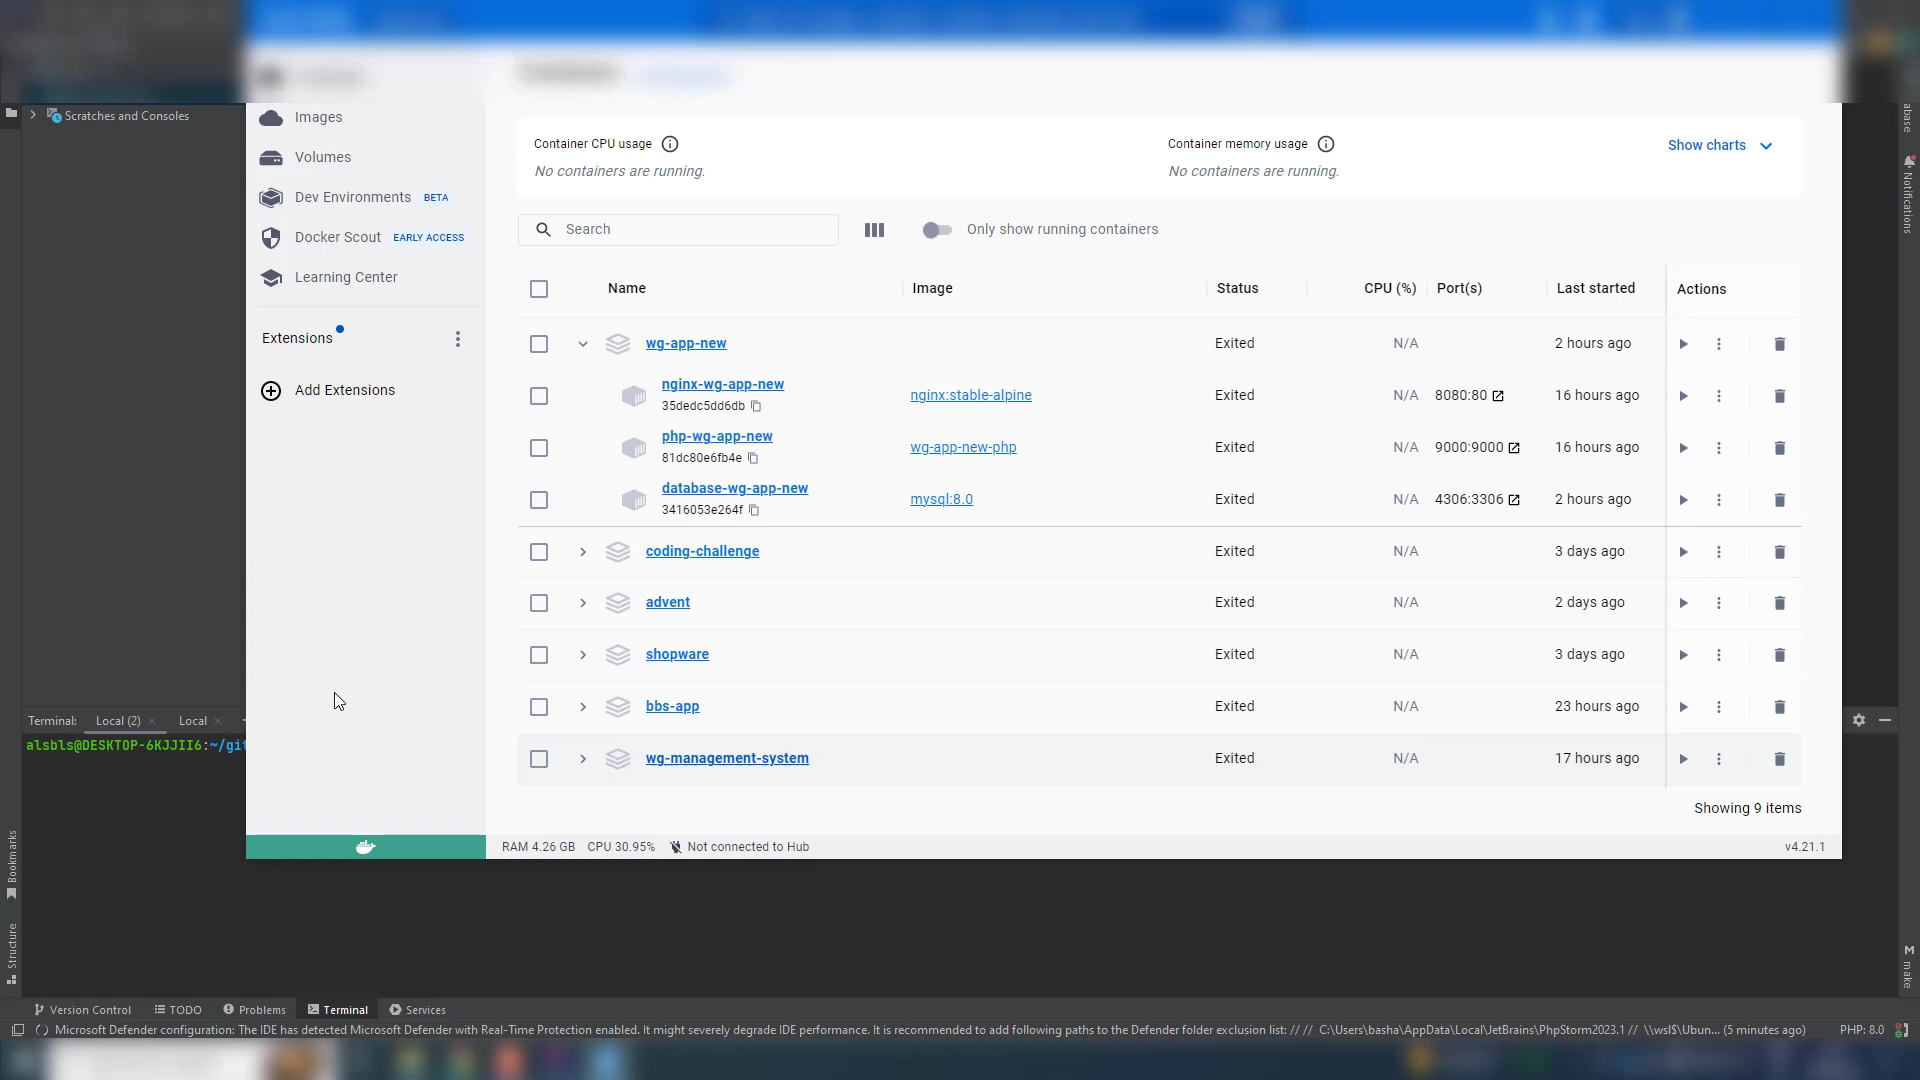 Scratches and Consoles
Images
Volumes
Dev Environments BETA
Docker Scout EARLY ACCESS
Learning Center
Extensions
Add Extensions
Container CPU usage
No containers are running.
Container memory usage
No containers are running.
Show charts
Search
Only show running containers
Name Image Status CPU (%) Port(s) Last started Actions
wg-app-new Exited N/A 2 hours ago
nginx-wg-app-new nginx:stable-alpine Exited N/A 8080:80 16 hours ago
35dedc5dd6db
php-wg-app-new wg-app-new-php Exited N/A 9000:9000 16 hours ago
81dc80e6fb4e
database-wg-app-new mysql:8.0 Exited N/A 4306:3306 2 hours ago
3416053e264f
coding-challenge Exited N/A 3 days ago
advent Exited N/A 2 days ago
shopware Exited N/A 3 days ago
bbs-app Exited N/A 23 hours ago
wg-management-system Exited N/A 17 hours ago
Showing 9 items
RAM 4.26 GB CPU 30.95% Not connected to Hub v4.21.1
Terminal: Local (2) Local
alsbls@DESKTOP-6KJJII6:~/git
Bookmarks
Structure
abase
Notifications
M make
Version Control TODO Problems Terminal Services
Microsoft Defender configuration: The IDE has detected Microsoft Defender with Real-Time Protection enabled. It might severely degrade IDE performance. It is recommended to add following paths to the Defender folder exclusion list: // // C:\Users\basha\AppData\Local\JetBrains\PhpStorm2023.1 // \\wsl$\Ubun... (5 minutes ago) PHP: 8.0